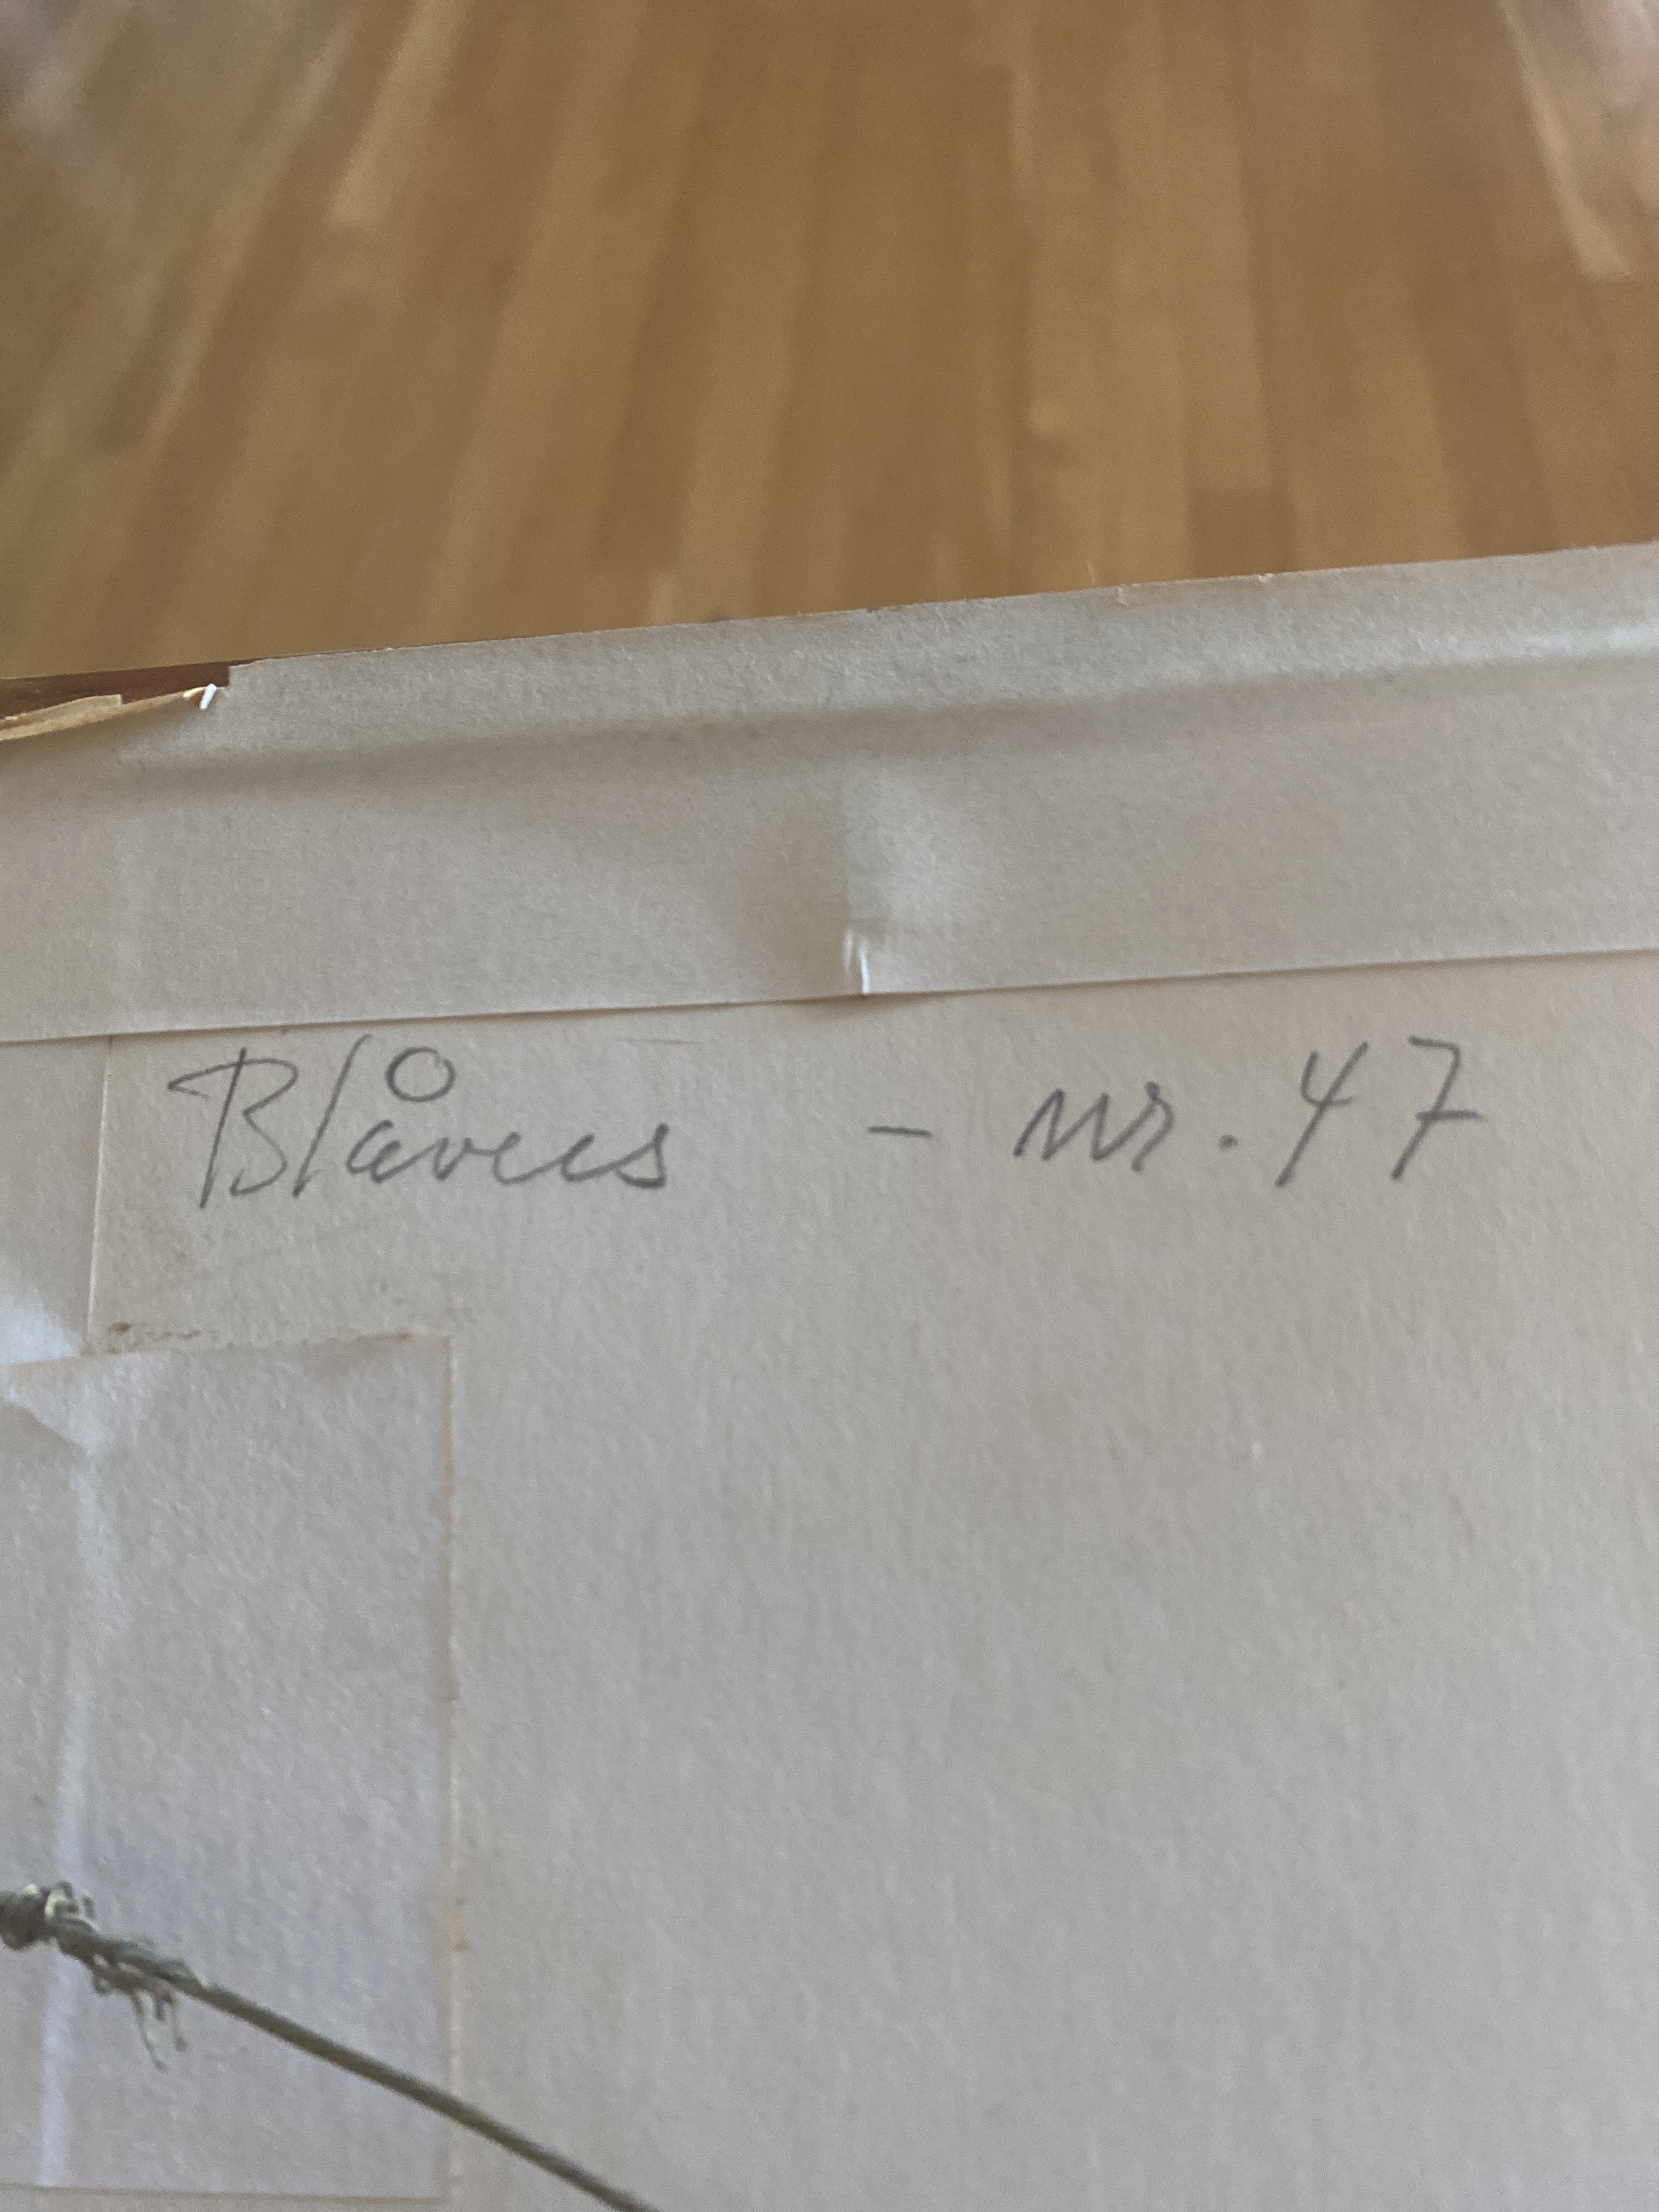 Blåveis - nr. 47